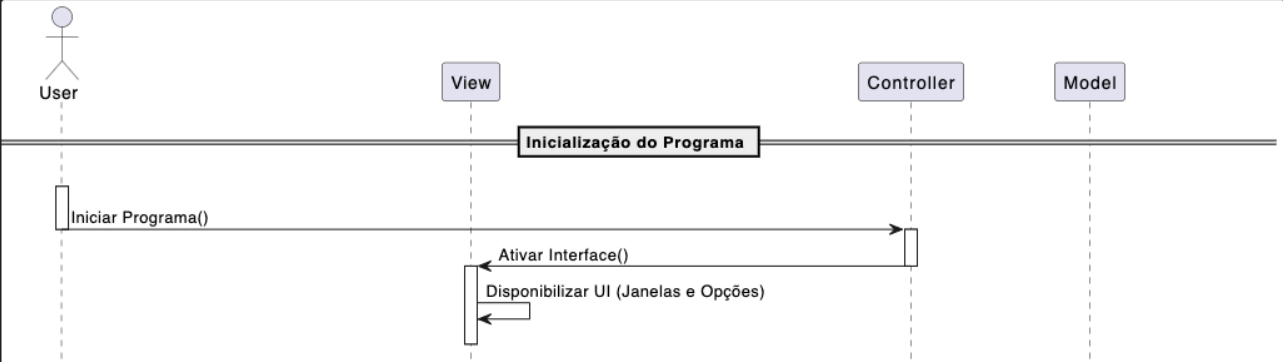 User
View
Controller
Model
Inicialização do Programa
Iniciar Programa()
Ativar Interface()
Disponibilizar UI (Janelas e Opções)